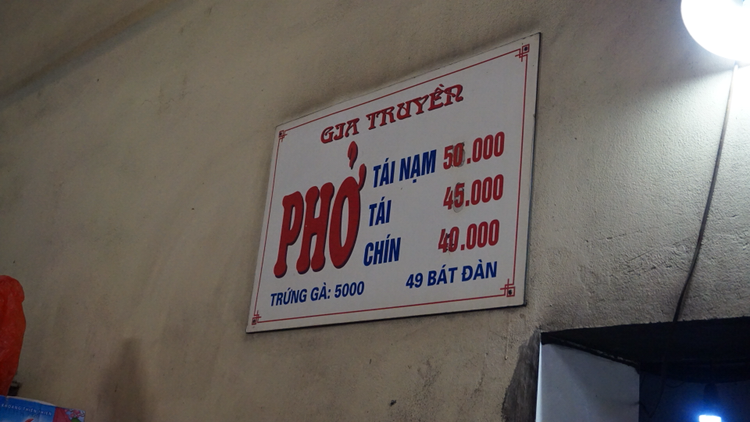 GIA TRUYỀN
PHỞ
TÁI NẠM 50.000
TÁI 45.000
CHÍN 40.000
TRỨNG GÀ: 5000 49 BÁT ĐÀN